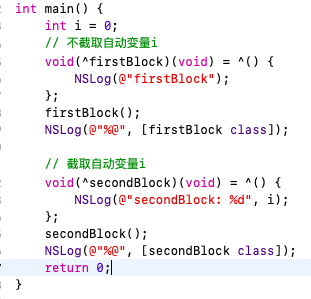 int main() {
int i = 0;
// 不截取自动变量i
void(^firstBlock)(void) = ^() {
NSLog(@"firstBlock");
};
firstBlock();
NSLog(@"%@", [firstBlock class]);
// 截取自动变量i
void(^secondBlock)(void) = ^() {
NSLog(@"secondBlock: %d", i);
};
secondBlock();
NSLog(@"%@", [secondBlock class]);
return 0;
}